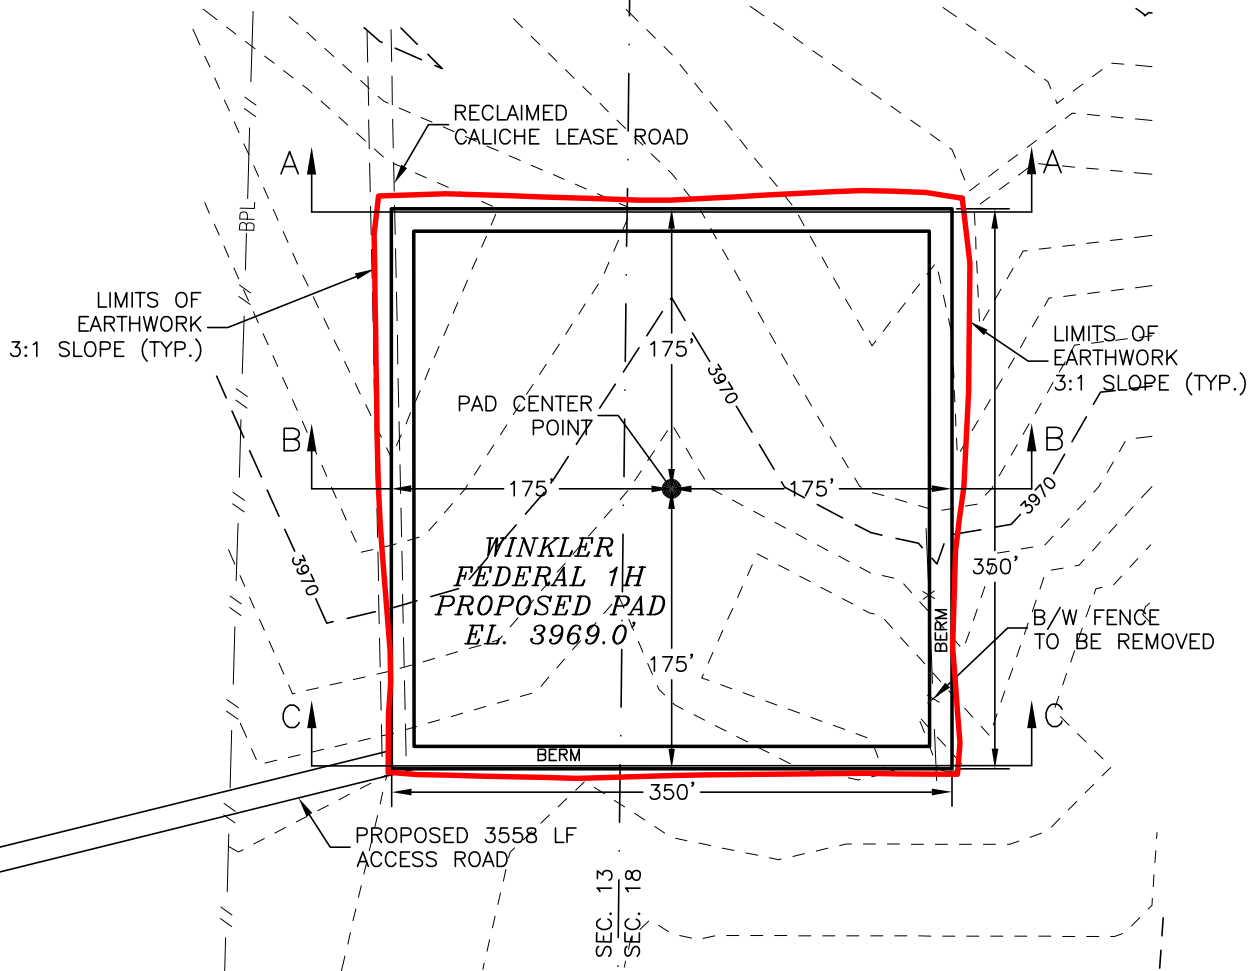 RECLAIMED
CALICHE LEASE ROAD
A
A
BPL
LIMITS OF
EARTHWORK
3:1 SLOPE (TYP.)
LIMITS OF
EARTHWORK
3:1 SLOPE (TYP.)
175'
3970
PAD CENTER
POINT
B
B
175'
175'
3970
3970
WINKLER
FEDERAL 1H
PROPOSED PAD
EL. 3969.0'
350'
BERM
B/W FENCE
TO BE REMOVED
175'
C
C
BERM
350'
PROPOSED 3558 LF
ACCESS ROAD
SEC. 13
SEC. 18